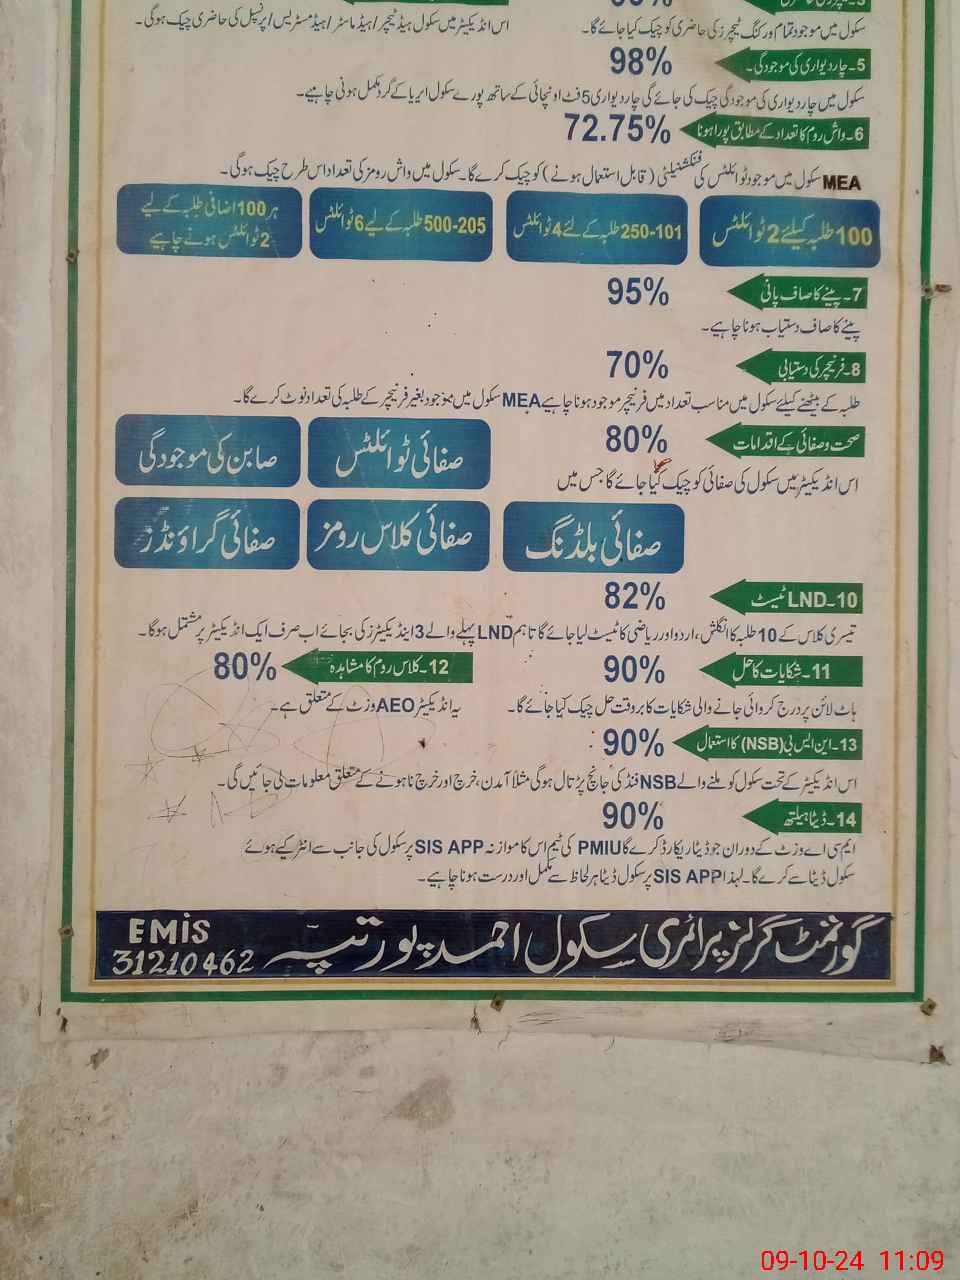 اس انڈیکیٹر میں سکول ہیڈ ٹیچر/ہیڈ ماسٹر/ہیڈ مسٹریس/پرنسپل کی حاضری چیک ہوگی۔
سکول میں موجود تمام ورکنگ ٹیچرز کی حاضری کو چیک کیا جائے گا۔
5۔چار دیواری کی موجودگی۔ 98%
سکول میں چار دیواری کی موجودگی چیک کی جائے گی چار دیواری 5 فٹ اونچائی کے ساتھ پورے سکول ایریا کے گرد مکمل ہونی چاہیے۔
6۔واش روم کا تعداد کے مطابق پورا ہونا 72.75%
MEA سکول میں موجود ٹوائلٹس کی فنکشنیلٹی (قابل استعمال ہونے) کو چیک کرے گا۔ سکول میں واش رومز کی تعداد اس طرح چیک ہوگی۔
100 طلبہ کیلئے 2 ٹوائلٹس
250-101 طلبہ کے لئے 4 ٹوائلٹس
500-205 طلبہ کے لیے 6 ٹوائلٹس
ہر 100 اضافی طلبہ کے لیے
2 ٹوائلٹس ہونے چاہیے
7۔پینے کا صاف پانی 95%
پینے کا صاف دستیاب ہونا چاہیے۔
8۔فرنیچر کی دستیابی 70%
طلبہ کے بیٹھنے کیلئے سکول میں مناسب تعداد میں فرنیچر موجود ہونا چاہیے MEA سکول میں موجود بغیر فرنیچر کے طلبہ کی تعداد نوٹ کرے گا۔
صحت و صفائی کے اقدامات 80%
اس انڈیکیٹر میں سکول کی صفائی کو چیک کیا جائے گا جس میں
صفائی ٹوائلٹس
صابن کی موجودگی
صفائی بلڈنگ
صفائی کلاس رومز
صفائی گراؤنڈز
10۔LND ٹیسٹ 82%
تیسری کلاس کے 10 طلبہ کا انگلش، اردو اور ریاضی کا ٹیسٹ لیا جائے گا تاہم LND پہلے والے 3 اینڈیکیٹرز کی بجائے اب صرف ایک انڈیکیٹر پر مشتمل ہوگا۔
11۔شکایات کا حل 90%
12۔کلاس روم کا مشاہدہ 80%
ہاٹ لائن پر درج کروائی جانے والی شکایات کا بروقت حل چیک کیا جائے گا۔
یہ انڈیکیٹر AEO وزٹ کے متعلق ہے۔
13۔این ایس بی (NSB) کا استعمال 90%
اس انڈیکیٹر کے تحت سکول کو ملنے والے NSB فنڈ کی جانچ پڑتال ہوگی مثلاً آمدن، خرچ اور خرچ نا ہونے کے متعلق معلومات لی جائیں گی۔
14۔ڈیٹا ہیلتھ 90%
ایم سی اے وزٹ کے دوران جو ڈیٹا ریکارڈ کرے گا PMIU کی ٹیم اس کا موازنہ SIS APP پر سکول کی جانب سے انٹر کیے ہوئے
سکول ڈیٹا سے کرے گا۔ لہذا SIS APP پر سکول ڈیٹا ہر لحاظ سے مکمل اور درست ہونا چاہیے۔
گورنمنٹ گرلز پرائمری سکول احمد پور تپہ
EMIS
31210462
09-10-24 11:09